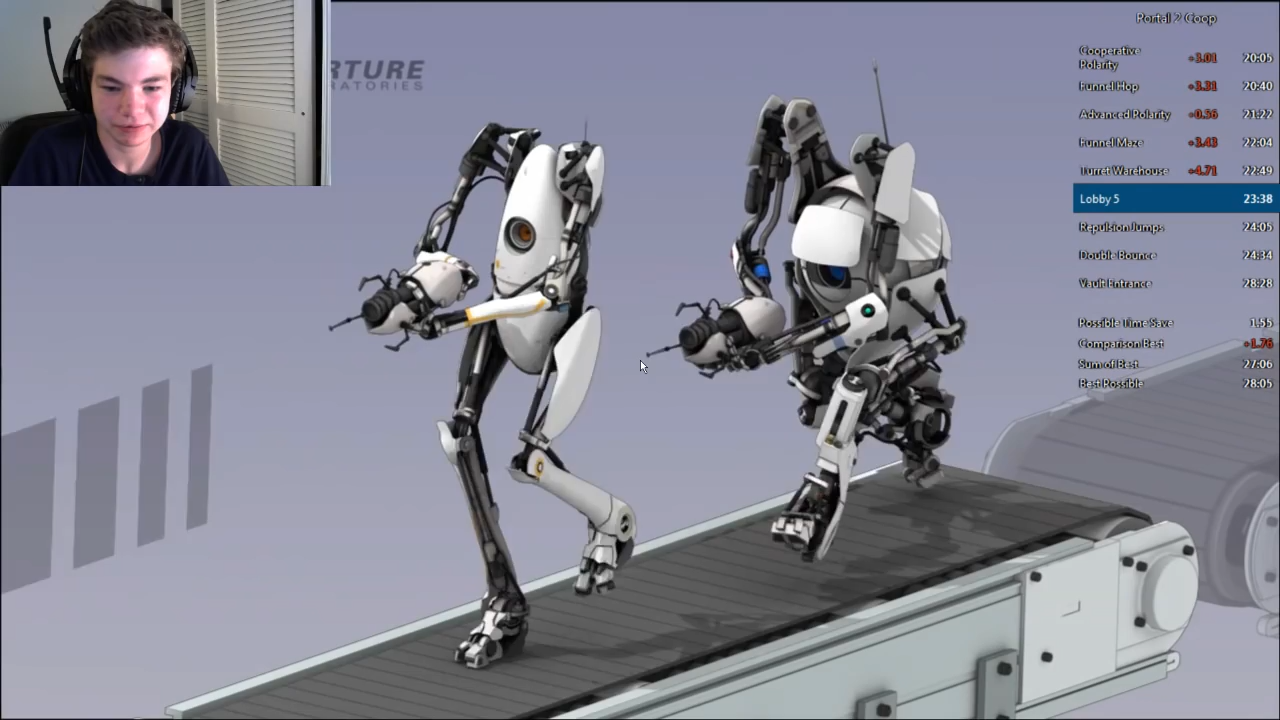 RTURE
RATORIES
Portal 2 Coop
Cooperative
Polarity -3.01 20:05
Funnel Hop -3.31 20:40
Advanced Polarity -0.36 21:22
Funnel Maze -3.43 22:04
Turret Warehouse -4.71 22:49
Lobby 5 23:38
Repulsion Jumps 24:05
Double Bounce 24:34
Vault Entrance 28:28
Possible Time Save 1.55
Comparison Best -1.76
Sum of Best 27:06
Best Possible 28:05